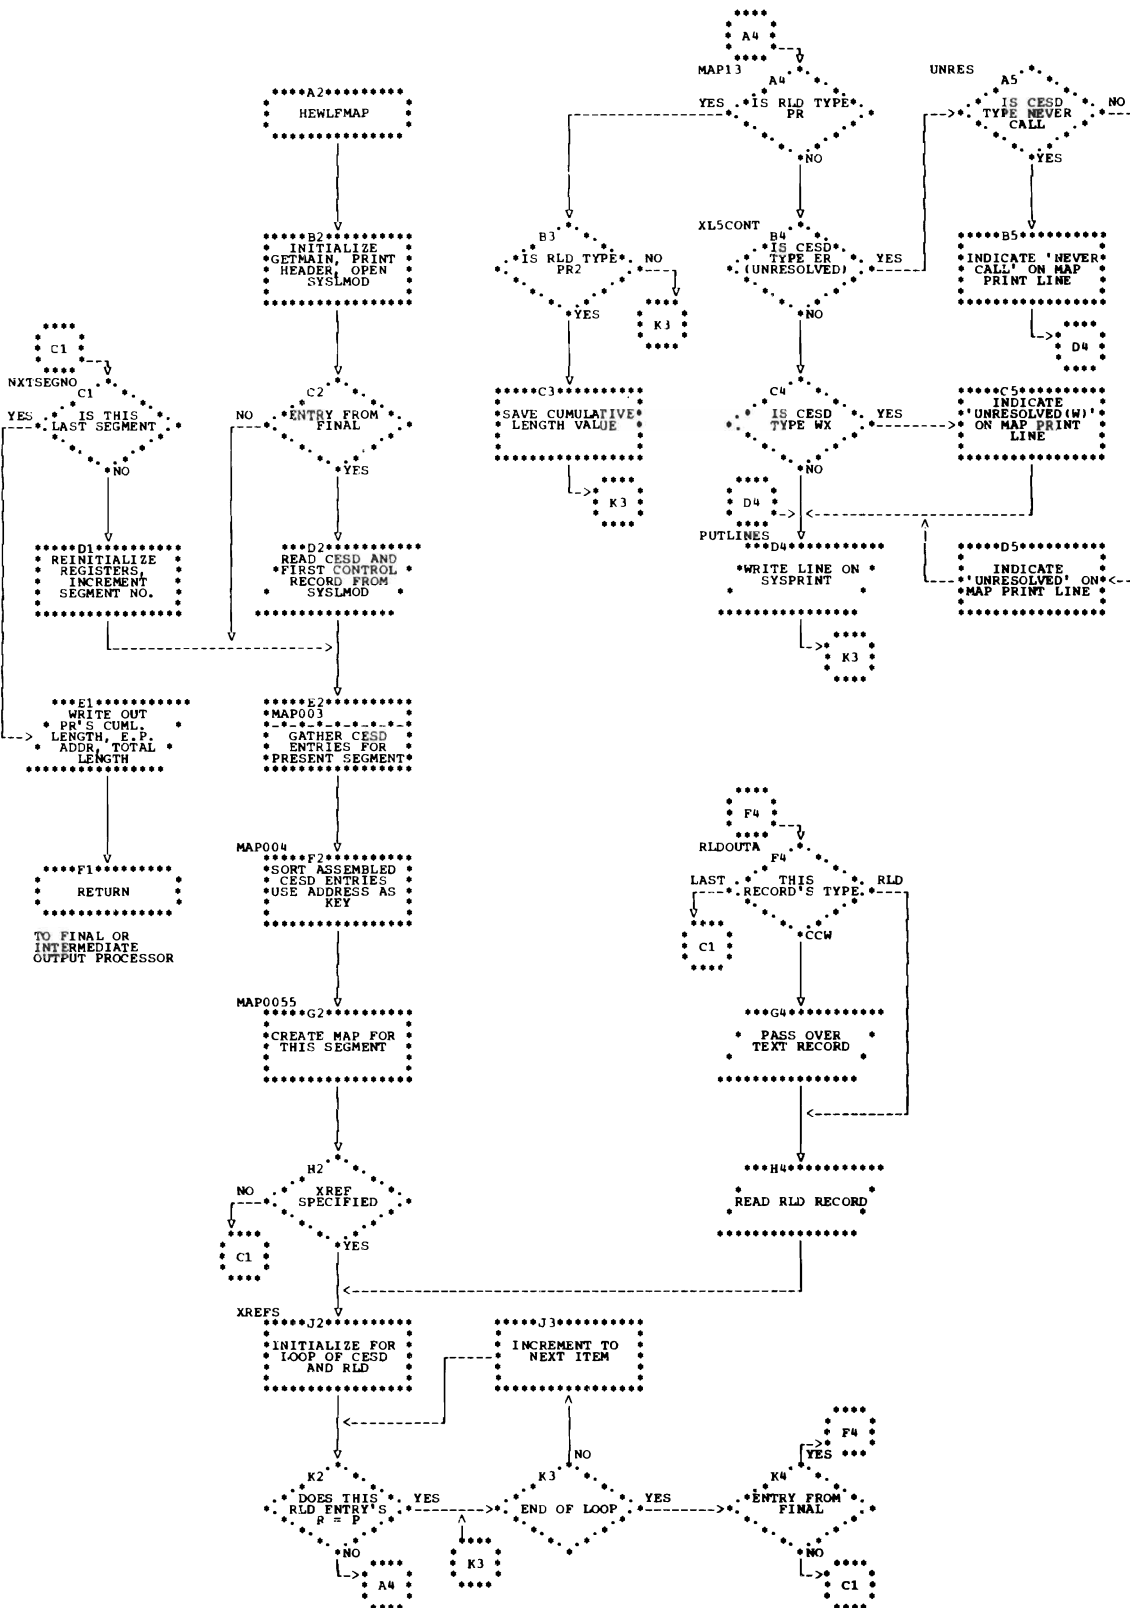 A4
MAP13
A4
IS RLD TYPE
PR
YES
NO
UNRES
A5
IS CESD
TYPE NEVER
CALL
NO
YES
A2
HEWLFMAP
B2
INITIALIZE
GETMAIN, PRINT
HEADER, OPEN
SYSLMOD
B3
IS RLD TYPE
PR2
NO
YES
K3
XL5CONT
B4
IS CESD
TYPE ER
(UNRESOLVED)
YES
NO
B5
INDICATE 'NEVER
CALL' ON MAP
PRINT LINE
D4
C1
NXTSEGNO
C1
IS THIS
LAST SEGMENT
YES
NO
C2
ENTRY FROM
FINAL
NO
YES
C3
SAVE CUMULATIVE
LENGTH VALUE
K3
C4
IS CESD
TYPE WX
YES
NO
C5
INDICATE
'UNRESOLVED(W)'
ON MAP PRINT
LINE
D1
REINITIALIZE
REGISTERS,
INCREMENT
SEGMENT NO.
D2
READ CESD AND
FIRST CONTROL
RECORD FROM
SYSLMOD
D4
PUTLINES
D4
WRITE LINE ON
SYSPRINT
K3
D5
INDICATE
'UNRESOLVED' ON
MAP PRINT LINE
E1
WRITE OUT
PR'S CUML.
LENGTH, E.P.
ADDR, TOTAL
LENGTH
E2
MAP003
GATHER CESD
ENTRIES FOR
PRESENT SEGMENT
F1
RETURN
TO FINAL OR
INTERMEDIATE
OUTPUT PROCESSOR
MAP004
F2
SORT ASSEMBLED
CESD ENTRIES
USE ADDRESS AS
KEY
F4
RLDOUTA
F4
THIS
RECORD'S TYPE
LAST
RLD
CCW
C1
MAP0055
G2
CREATE MAP FOR
THIS SEGMENT
G4
PASS OVER
TEXT RECORD
H2
XREF
SPECIFIED
NO
YES
C1
H4
READ RLD RECORD
XREFS
J2
INITIALIZE FOR
LOOP OF CESD
AND RLD
J3
INCREMENT TO
NEXT ITEM
K2
DOES THIS
RLD ENTRY'S
R = P
YES
NO
A4
K3
END OF LOOP
NO
YES
K3
K4
ENTRY FROM
FINAL
YES
F4
NO
C1